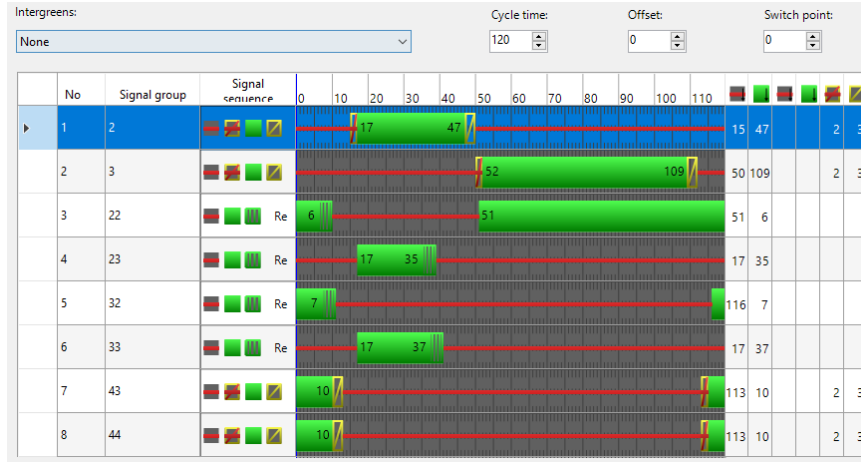 Intergreens: Cycle time: Offset: Switch point:
None 120 0 0
No Signal group Signal sequence 0 10 20 30 40 50 60 70 80 90 100 110
1 2 17 47 15 47 2 3
2 3 52 109 50 109 2 3
3 22 Re 6 51 51 6
4 23 Re 17 35 17 35
5 32 Re 7 116 7
6 33 Re 17 37 17 37
7 43 10 113 10 2 3
8 44 10 113 10 2 3